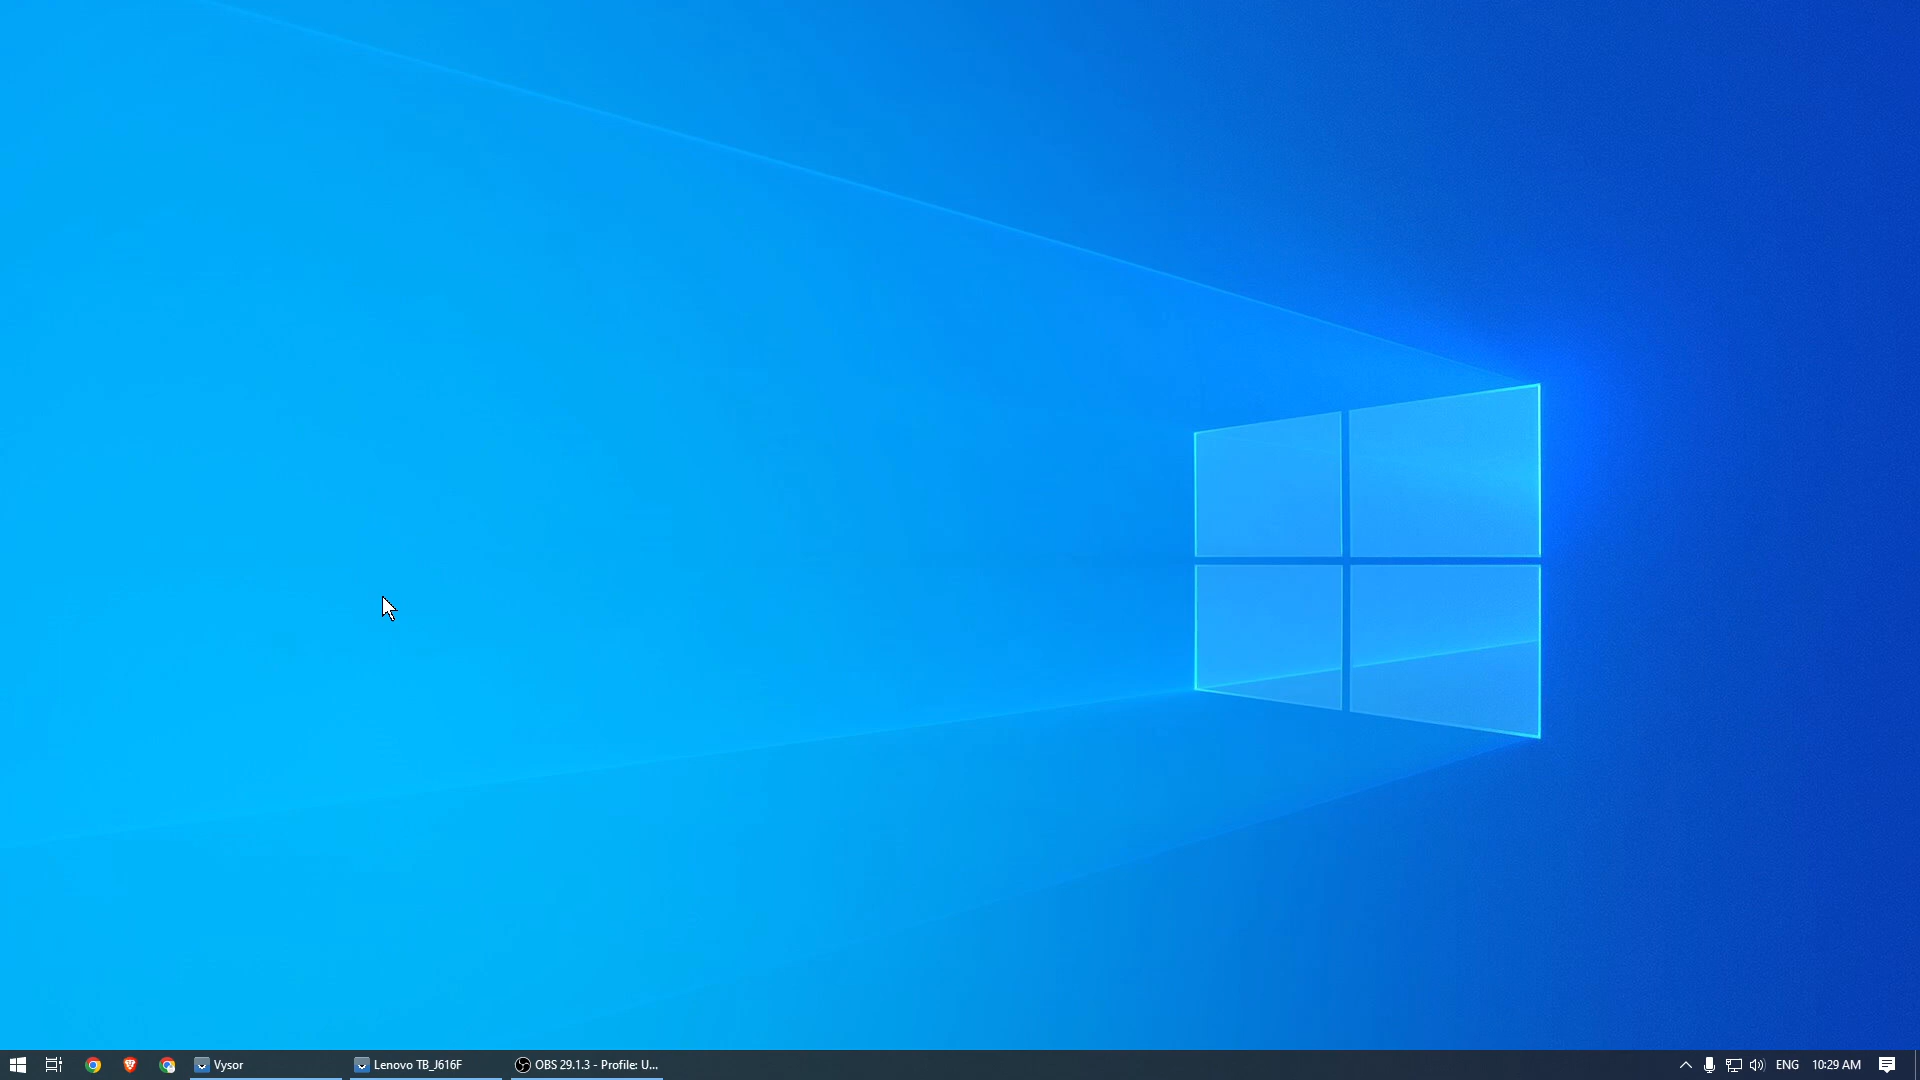 Vysor
Lenovo TB_J616F
OBS 29.1.3 - Profile: U...
ENG
10:29 AM